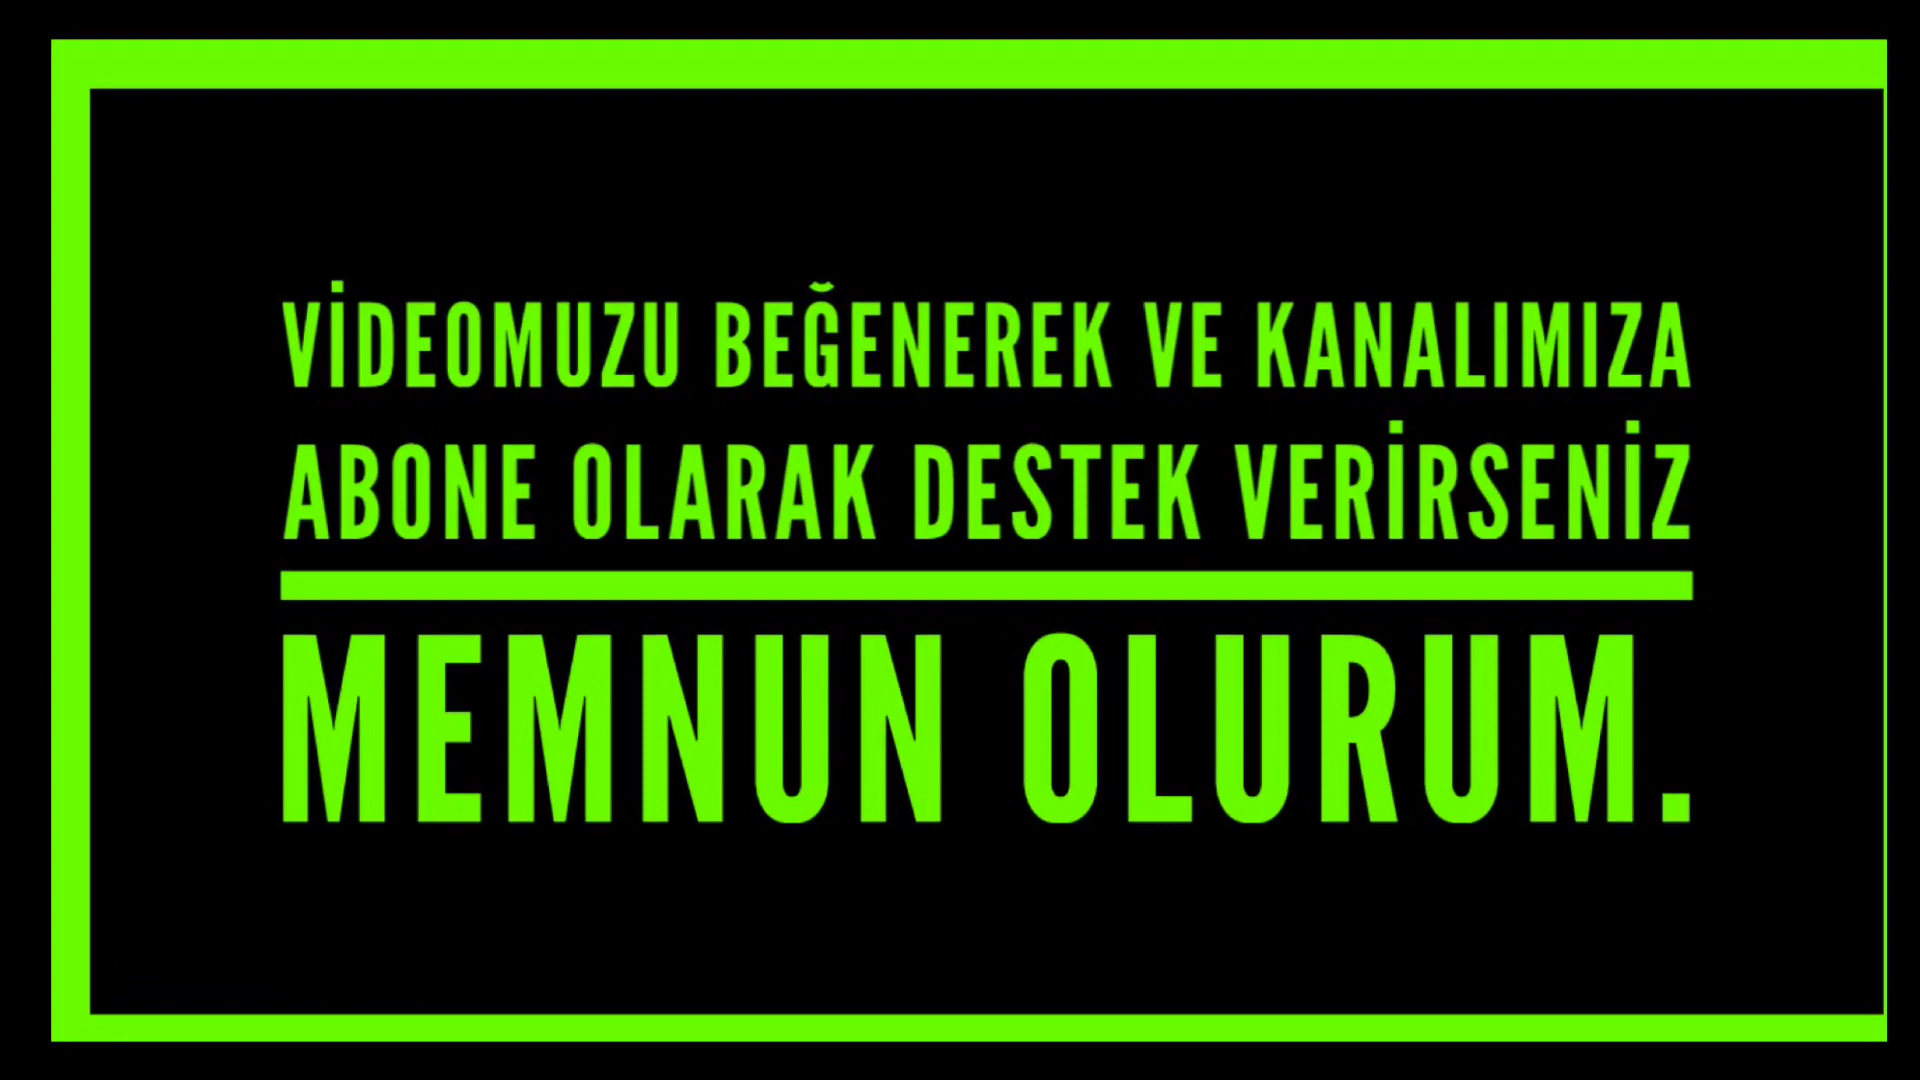 VİDEOMUZU BEĞENEREK VE KANALIMIZA
ABONE OLARAK DESTEK VERİRSENİZ
MEMNUN OLURUM.